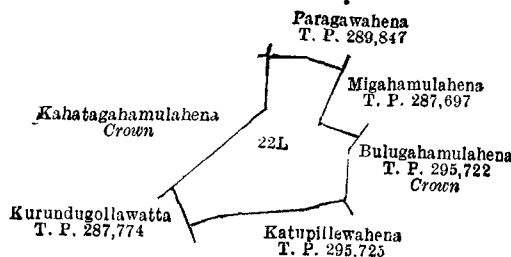 Paragawahena
T. P. 289,847
Migahamulahena
T. P. 287,697
Kahatagahamulahena
Crown
22L
Bulugahamulahena
T. P. 295,722
Crown
Kurundugollawatta
T. P. 287,774
Katupillewahena
T. P. 295,725